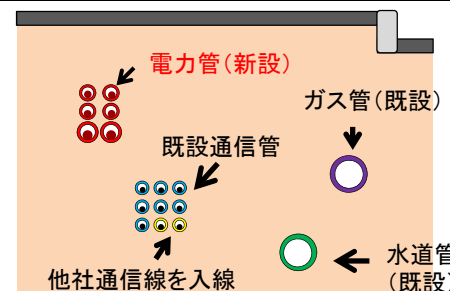 電力管(新設)
ガス管(既設)
既設通信管
水道管
(既設)
他社通信線を入線